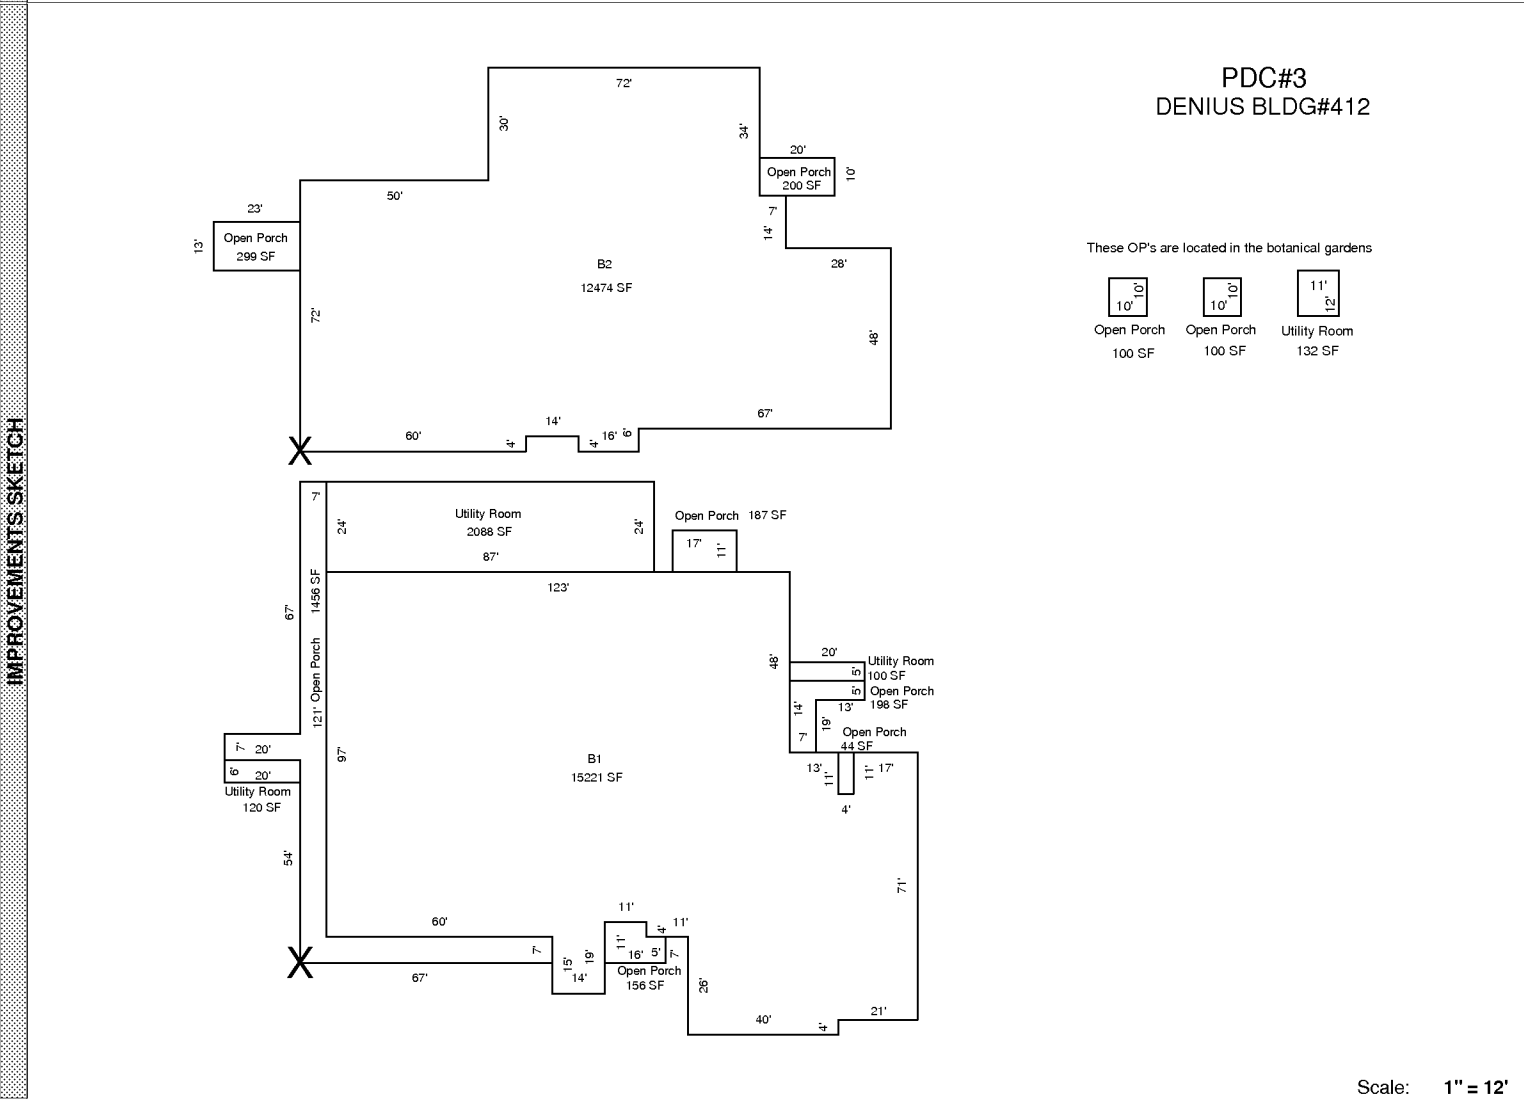 IMPROVEMENTS SKETCH
PDC#3
DENIUS BLDG#412
72'
30'
34'
20'
Open Porch
200 SF
10'
50'
23'
13'
Open Porch
299 SF
7'
14'
28'
B2
12474 SF
72'
48'
67'
14'
60'
4'
4'
16'
6'
X
These OP's are located in the botanical gardens
10'
10'
Open Porch
100 SF
10'
10'
Open Porch
100 SF
11'
12'
Utility Room
132 SF
7'
24'
Utility Room
2088 SF
24'
87'
Open Porch 187 SF
17'
11'
123'
67'
121' Open Porch 1456 SF
48'
20'
5'
Utility Room
100 SF
5'
Open Porch
198 SF
13'
14'
19'
7'
Open Porch
44 SF
13'
11'
11'
17'
4'
7'
20'
6'
20'
Utility Room
120 SF
97'
B1
15221 SF
54'
71'
60'
11'
4'
11'
7'
15'
19'
11'
16'
5'
7'
14'
Open Porch
156 SF
X
67'
26'
40'
4'
21'
Scale: 1" = 12'